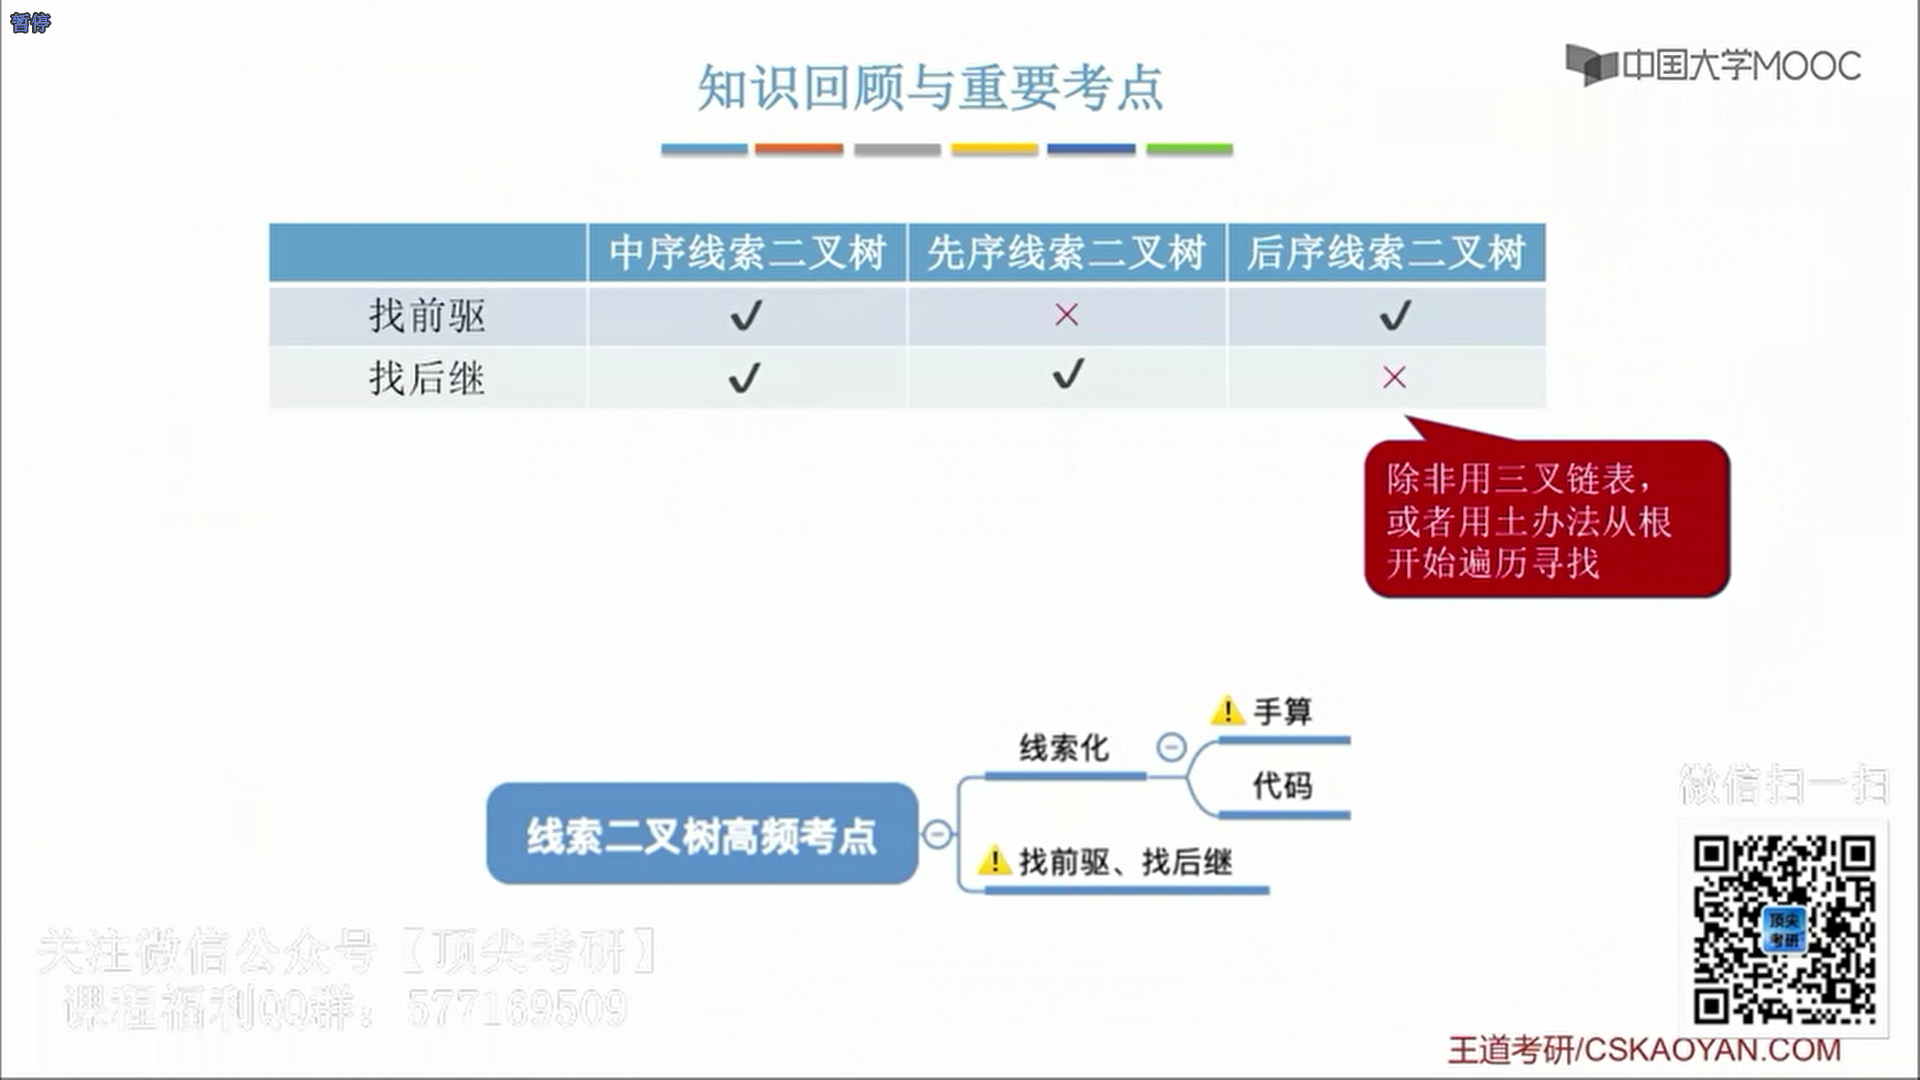 暂停
中国大学MOOC
知识回顾与重要考点
中序线索二叉树 先序线索二叉树 后序线索二叉树
找前驱 ✓ × ✓
找后继 ✓ ✓ ×
除非用三叉链表，
或者用土办法从根
开始遍历寻找
手算
线索化
代码
线索二叉树高频考点
找前驱、找后继
微信扫一扫
顶尖
考研
关注微信公众号【顶尖考研】
课程福利QQ群：577169509
王道考研/CSKAOYAN.COM